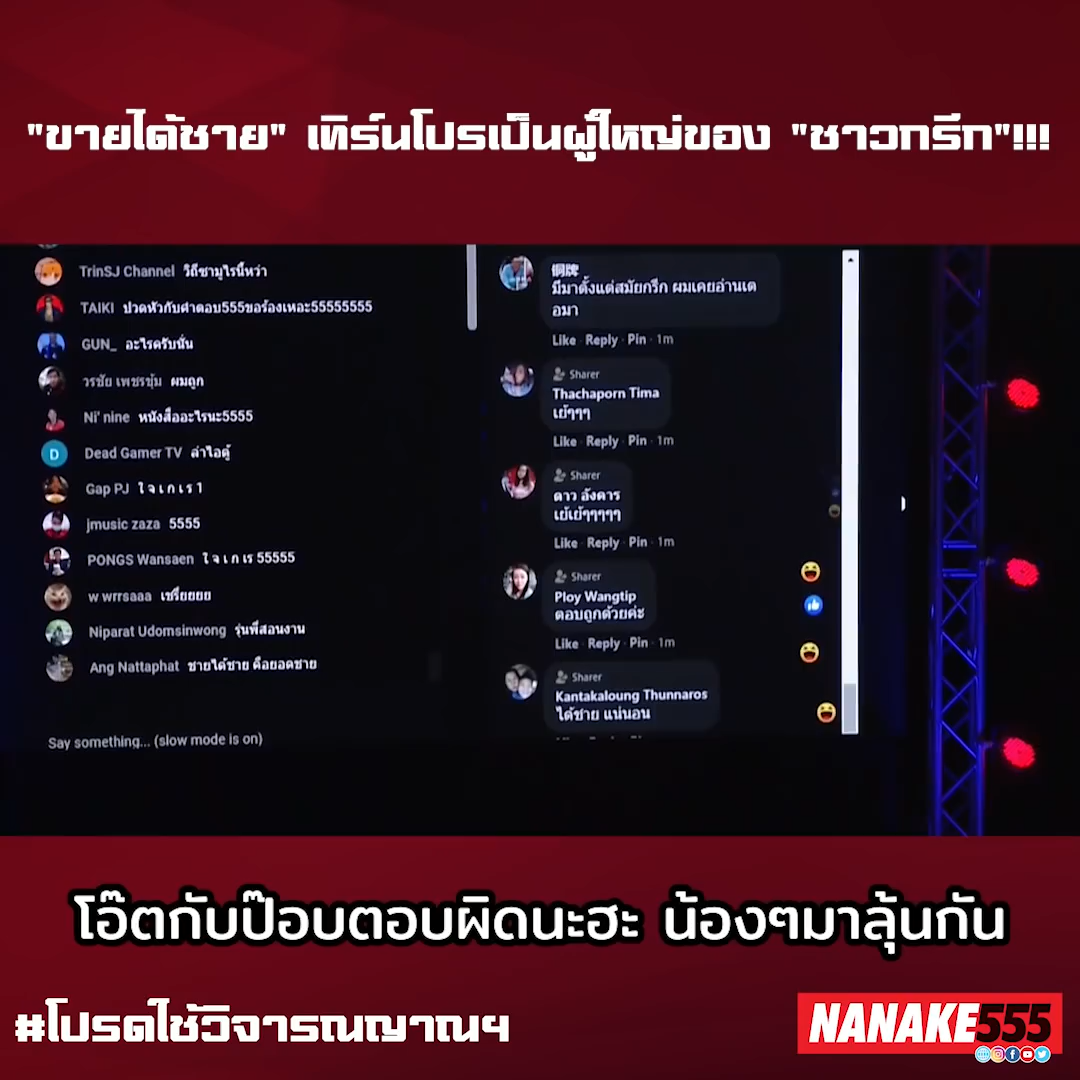 "ชายได้ชาย" เทิร์นโปรเป็นผู้ใหญ่ของ "ชาวกรีก"!!!
TrinSJ Channel วิถีซามูไรนี้หว่า
TAIKI ปวดหัวกับคำตอบ555ขอร้องเหอะ55555555
GUN_ อะไรครับนั่น
วรชัย เพชรชุ้ม ผมถูก
Ni' nine หนังสืออะไรนะ5555
Dead Gamer TV ล่าไอตู้
Gap PJ ใ จ เ ก เ ร 1
jmusic zaza 5555
PONGS Wansaen ใ จ เ ก เ ร 55555
w wrrsaaa เชรี่ยยยย
Niparat Udomsinwong รุ่นพี่สอนงาน
Ang Nattaphat ชายได้ชาย คือยอดชาย
Say something... (slow mode is on)
铜牌
มีมาตั้งแต่สมัยกรีก ผมเคยอ่านเต
อมา
Like · Reply · Pin · 1m
Sharer
Thachaporn Tima
เย้ๆๆๆ
Like · Reply · Pin · 1m
Sharer
ดาว อังคาร
เย้เย้ๆๆๆๆๆ
Like · Reply · Pin · 1m
Sharer
Ploy Wangtip
ตอบถูกด้วยค่ะ
Like · Reply · Pin · 1m
Sharer
Kantakaloung Thunnaros
ได้ชาย แน่นอน
โอ๊ตกับป๊อบตอบผิดนะฮะ น้องๆมาลุ้นกัน
#โปรดใช้วิจารณญาณฯ
NANAKE555